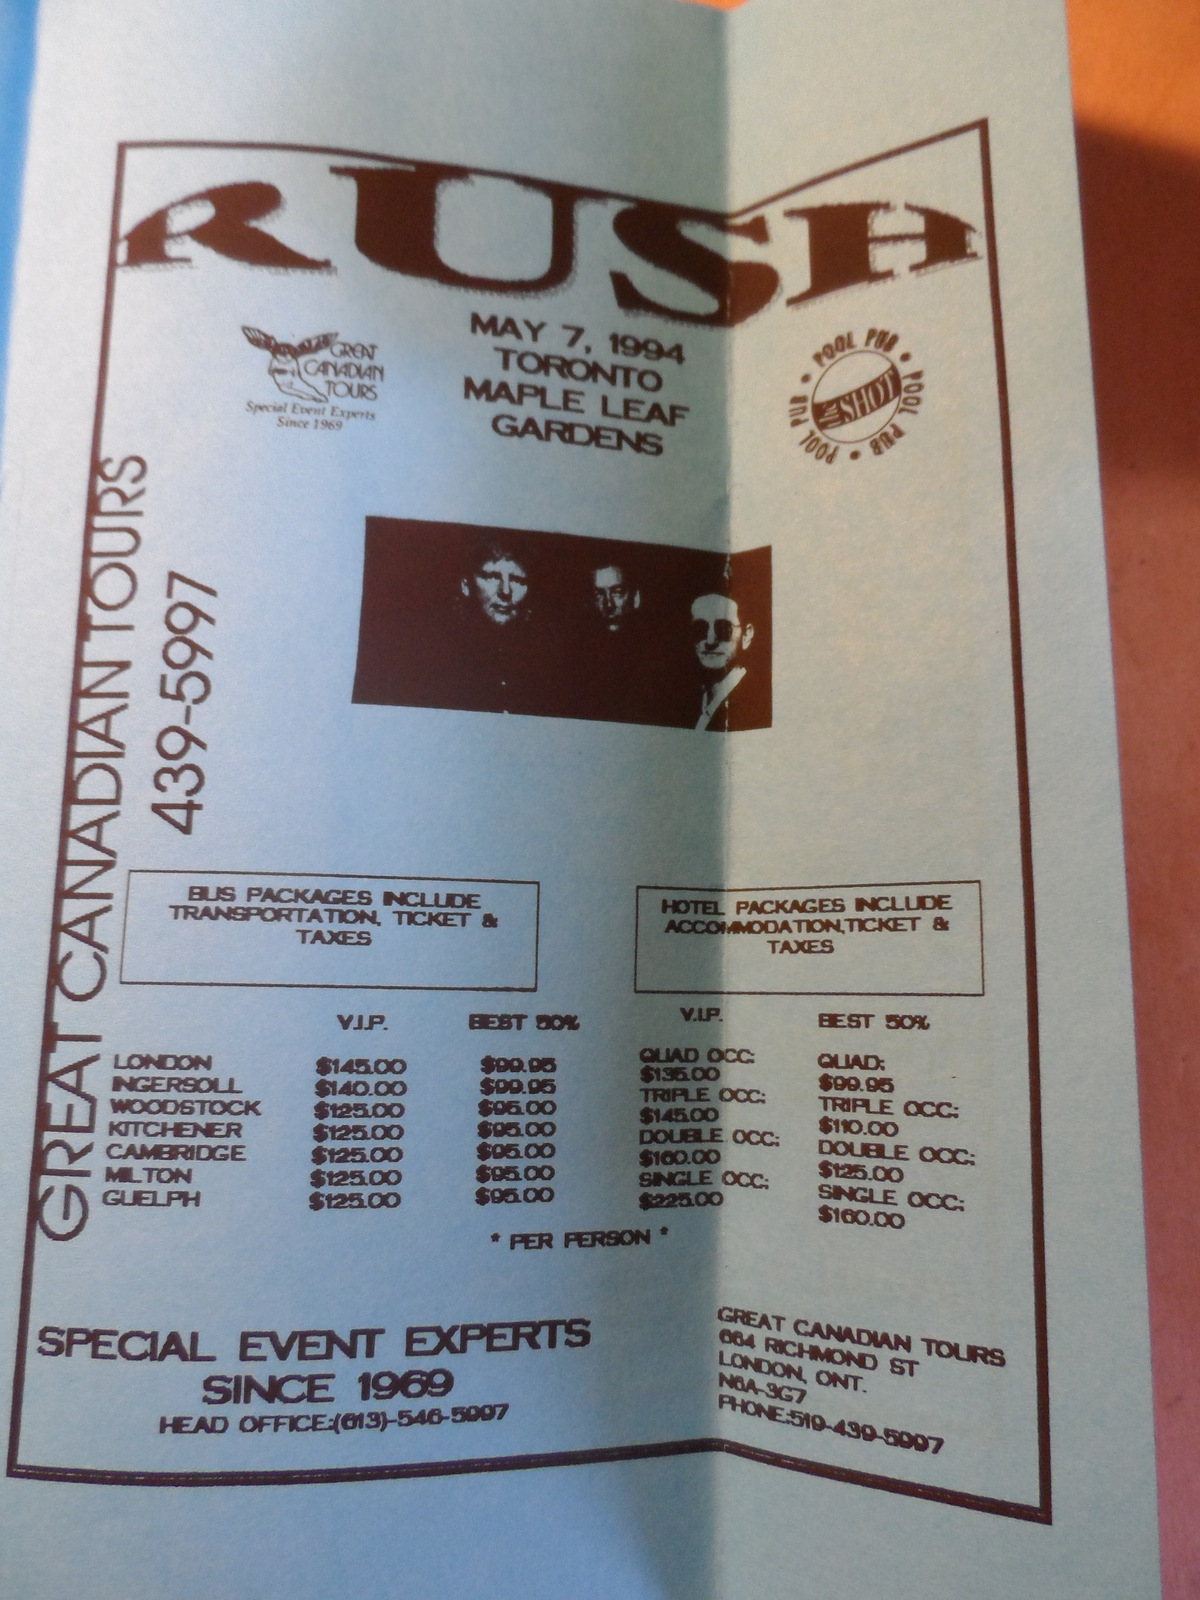 RUSH
GREAT
CANADIAN
TOURS
Special Event Experts
Since 1969
MAY 7, 1994
TORONTO
MAPLE LEAF
GARDENS
POOL PUB • POOL PUB • POOL PUB •
SHOT
GREAT CANADIAN TOURS
439-5997
BUS PACKAGES INCLUDE
TRANSPORTATION, TICKET &
TAXES
HOTEL PACKAGES INCLUDE
ACCOMMODATION,TICKET &
TAXES
V.I.P. BEST 50%
LONDON $145.00 $99.95
INGERSOLL $140.00 $99.95
WOODSTOCK $125.00 $95.00
KITCHENER $125.00 $95.00
CAMBRIDGE $125.00 $95.00
MILTON $125.00 $95.00
GUELPH $125.00 $95.00
V.I.P.
QUAD OCC:
$135.00
TRIPLE OCC:
$145.00
DOUBLE OCC:
$160.00
SINGLE OCC:
$225.00
BEST 50%
QUAD:
$99.95
TRIPLE OCC:
$110.00
DOUBLE OCC:
$125.00
SINGLE OCC:
$160.00
* PER PERSON *
SPECIAL EVENT EXPERTS
SINCE 1969
HEAD OFFICE:(613)-546-5997
GREAT CANADIAN TOURS
664 RICHMOND ST
LONDON, ONT.
N6A-3G7
PHONE:519-439-5997